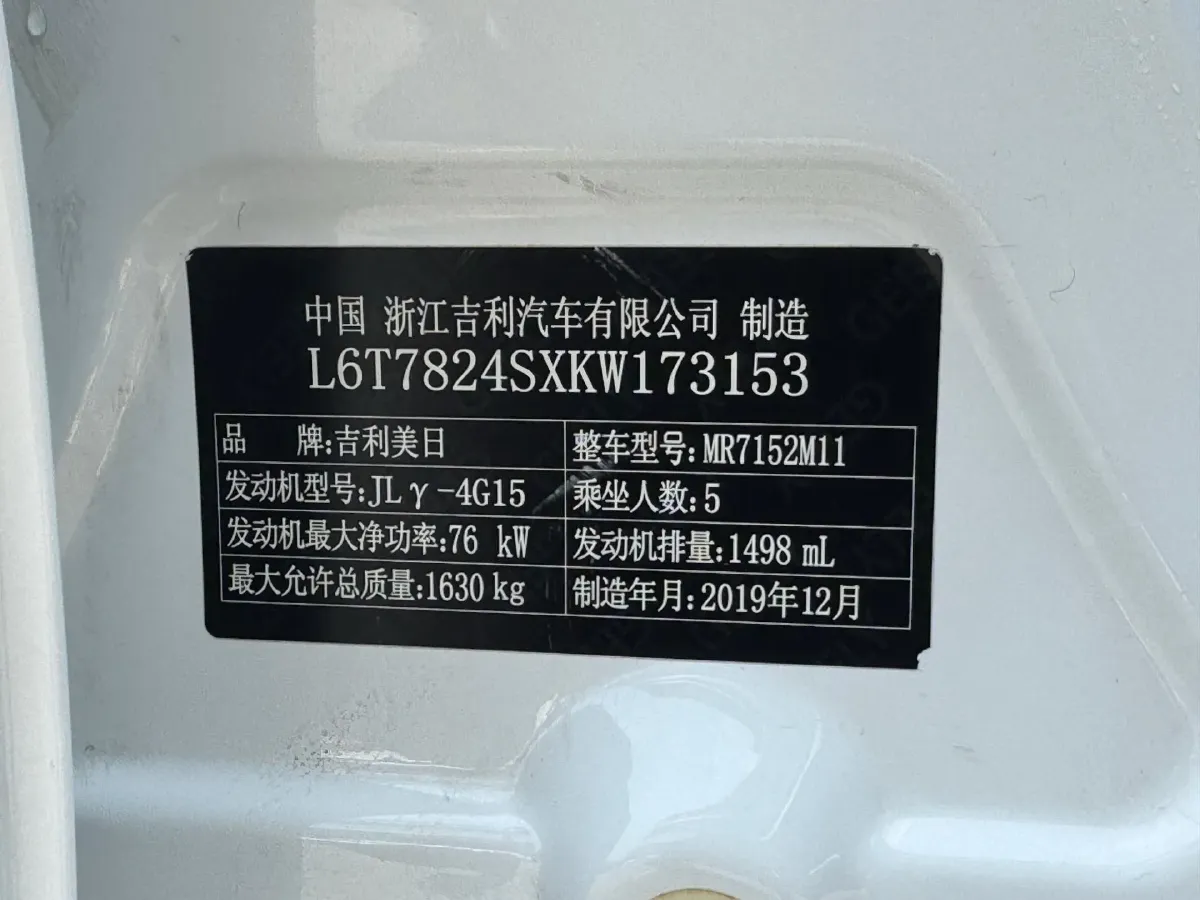 中国 浙江吉利汽车有限公司 制造
L6T7824SXKW173153
品 牌:吉利美日 整车型号:MR7152M11
发动机型号:JLγ-4G15 乘坐人数:5
发动机最大净功率:76 kW 发动机排量:1498 mL
最大允许总质量:1630 kg 制造年月:2019年12月